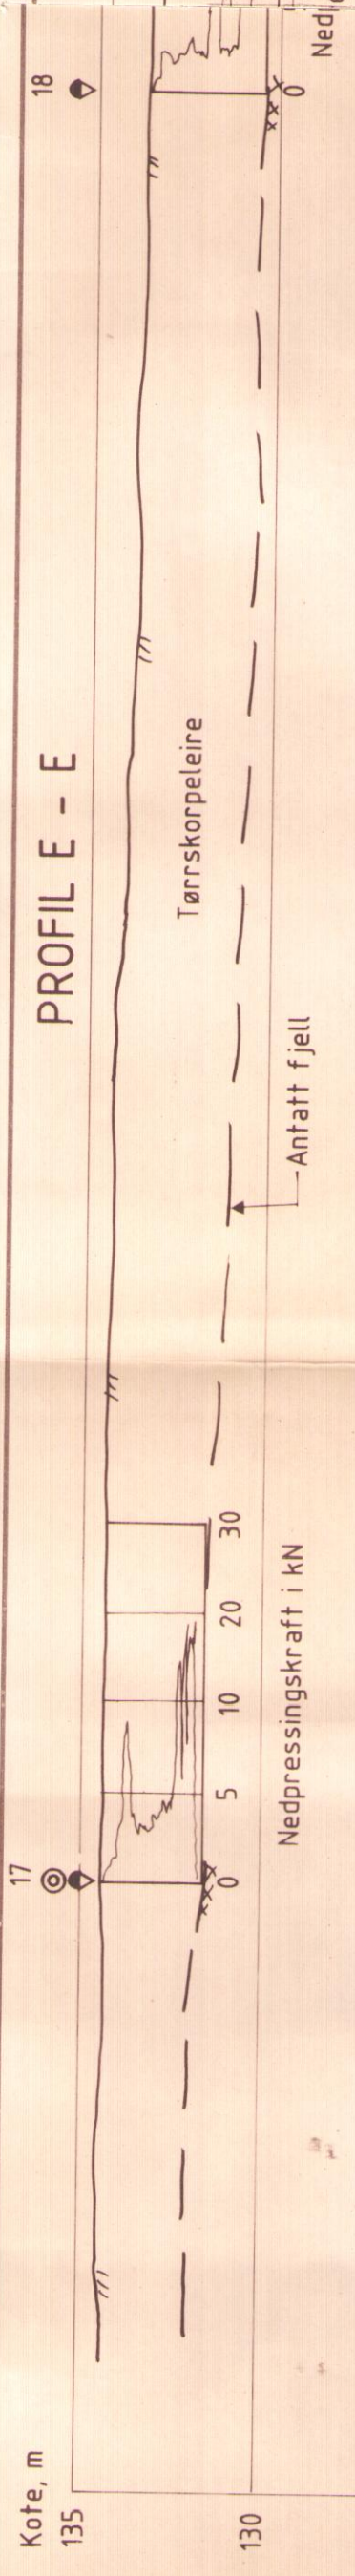 PROFIL E - E
Kote, m
135
130
17
18
Tørrskorpeleire
Antatt fjell
0 5 10 20 30
Nedpressingskraft i kN
0